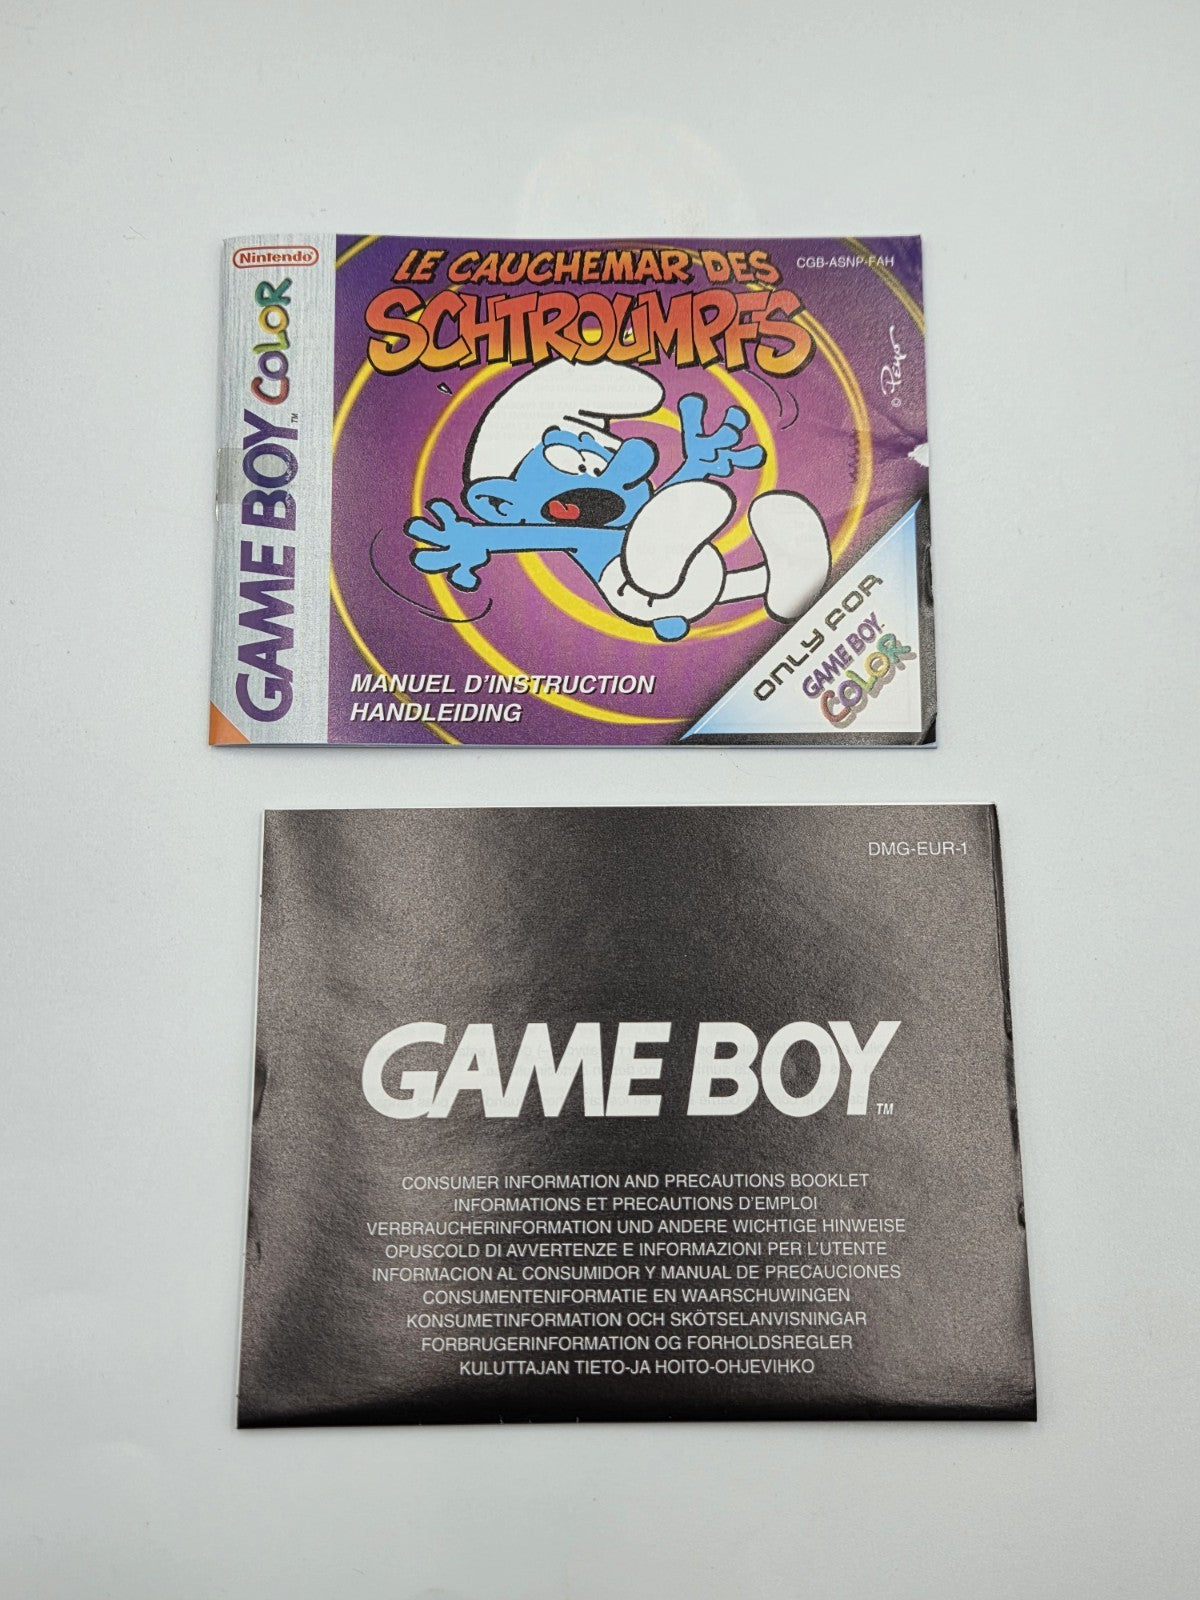 Nintendo
GAME BOY COLOR
TM
LE CAUCHEMAR DES
SCHTROUMPFS
CGB-ASNP-FAH
© Peyo
MANUEL D'INSTRUCTION
HANDLEIDING
ONLY FOR
GAME BOY
COLOR
DMG-EUR-1
GAME BOY
TM
CONSUMER INFORMATION AND PRECAUTIONS BOOKLET
INFORMATIONS ET PRECAUTIONS D'EMPLOI
VERBRAUCHERINFORMATION UND ANDERE WICHTIGE HINWEISE
OPUSCOLD DI AVVERTENZE E INFORMAZIONI PER L'UTENTE
INFORMACION AL CONSUMIDOR Y MANUAL DE PRECAUCIONES
CONSUMENTENIFORMATIE EN WAARSCHUWINGEN
KONSUMETINFORMATION OCH SKÖTSELANVISNINGAR
FORBRUGERINFORMATION OG FORHOLDSREGLER
KULUTTAJAN TIETO-JA HOITO-OHJEVIHKO